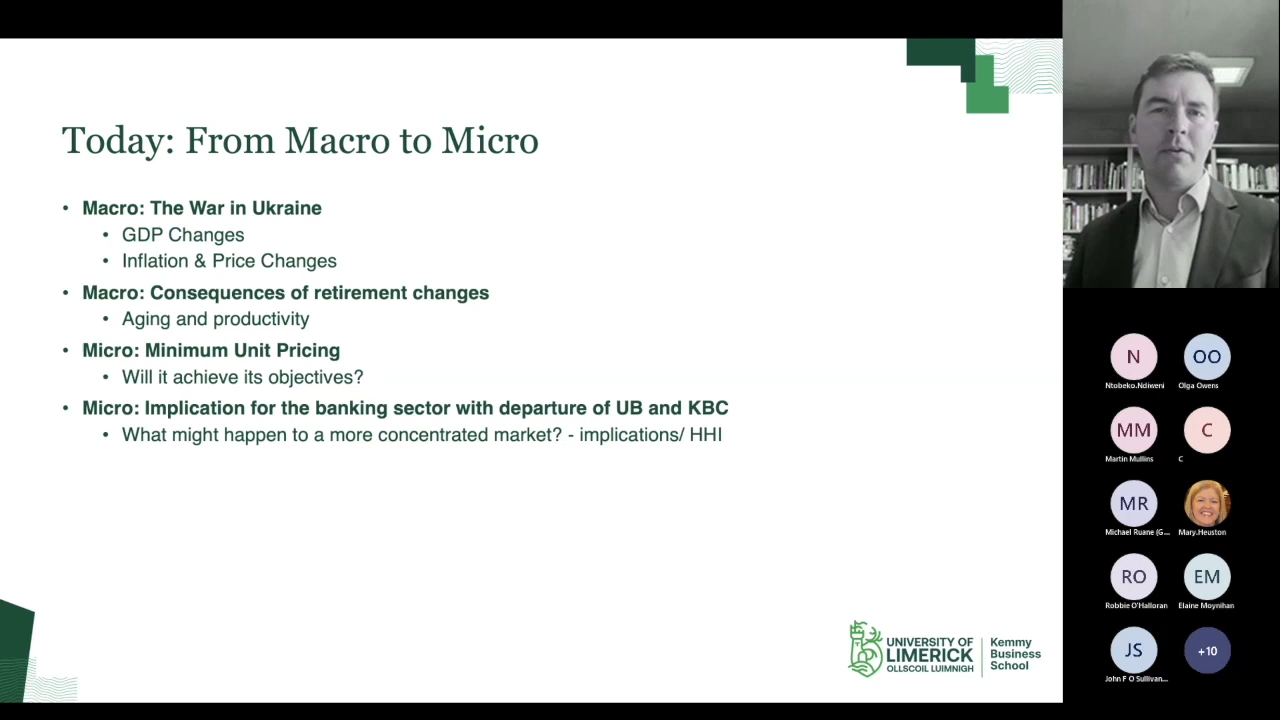 Today: From Macro to Micro
• Macro: The War in Ukraine
• GDP Changes
• Inflation & Price Changes
• Macro: Consequences of retirement changes
• Aging and productivity
• Micro: Minimum Unit Pricing
• Will it achieve its objectives?
• Micro: Implication for the banking sector with departure of UB and KBC
• What might happen to a more concentrated market? - implications/ HHI
UNIVERSITY OF
LIMERICK
OLLSCOIL LUIMNIGH
Kemmy
Business
School
N
Ntobeko.Ndiweni
OO
Olga Owens
MM
Martin Mullins
C
C
MR
Michael Ruane (G...
Mary.Heuston
RO
Robbie O'Halloran
EM
Elaine Moynihan
JS
John F O Sullivan...
+10